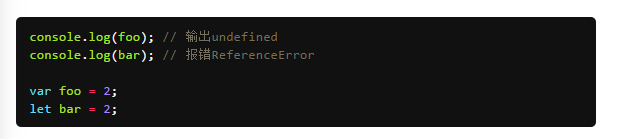 console.log(foo); // 输出undefined
console.log(bar); // 报错ReferenceError
var foo = 2;
let bar = 2;